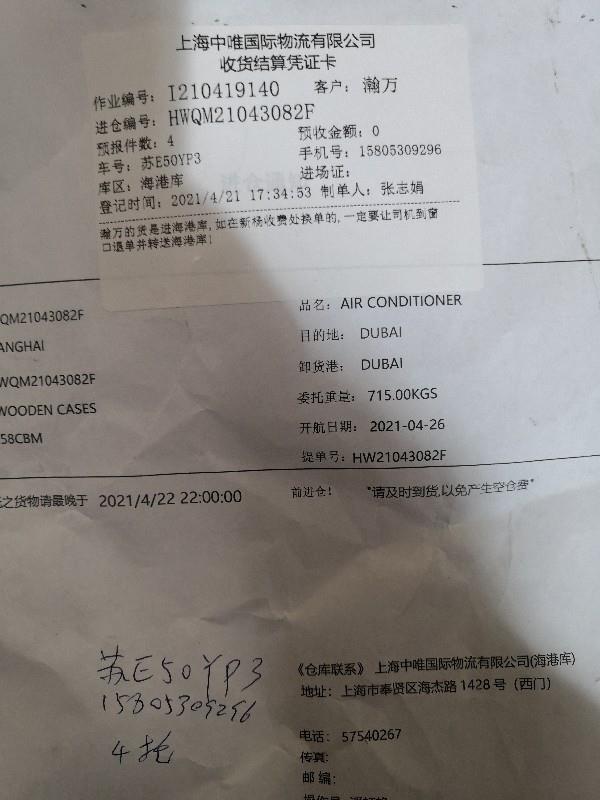 上海中唯国际物流有限公司
收货结算凭证卡
作业编号: I210419140 客户: 瀚万
进仓编号: HWQM21043082F
预报件数: 4 预收金额: 0
车号: 苏E50YP3 手机号: 15805309296
库区: 海港库 进场证:
登记时间: 2021/4/21 17:34:53 制单人: 张志娟
瀚万的货是进海港库,如在新杨收费处换单的,一定要让司机到窗
口退单并转送海港库!
QM21043082F 品名: AIR CONDITIONER
ANGHAI 目的地: DUBAI
WQM21043082F 卸货港: DUBAI
WOODEN CASES 委托重量: 715.00KGS
58CBM 开航日期: 2021-04-26
提单号: HW21043082F
之货物请最晚于 2021/4/22 22:00:00 前进仓! "请及时到货,以免产生空仓费"
苏E50YP3
15805309296
4托
《仓库联系》 上海中唯国际物流有限公司(海港库)
地址: 上海市奉贤区海杰路1428号(西门)
电话: 57540267
传真:
邮编: